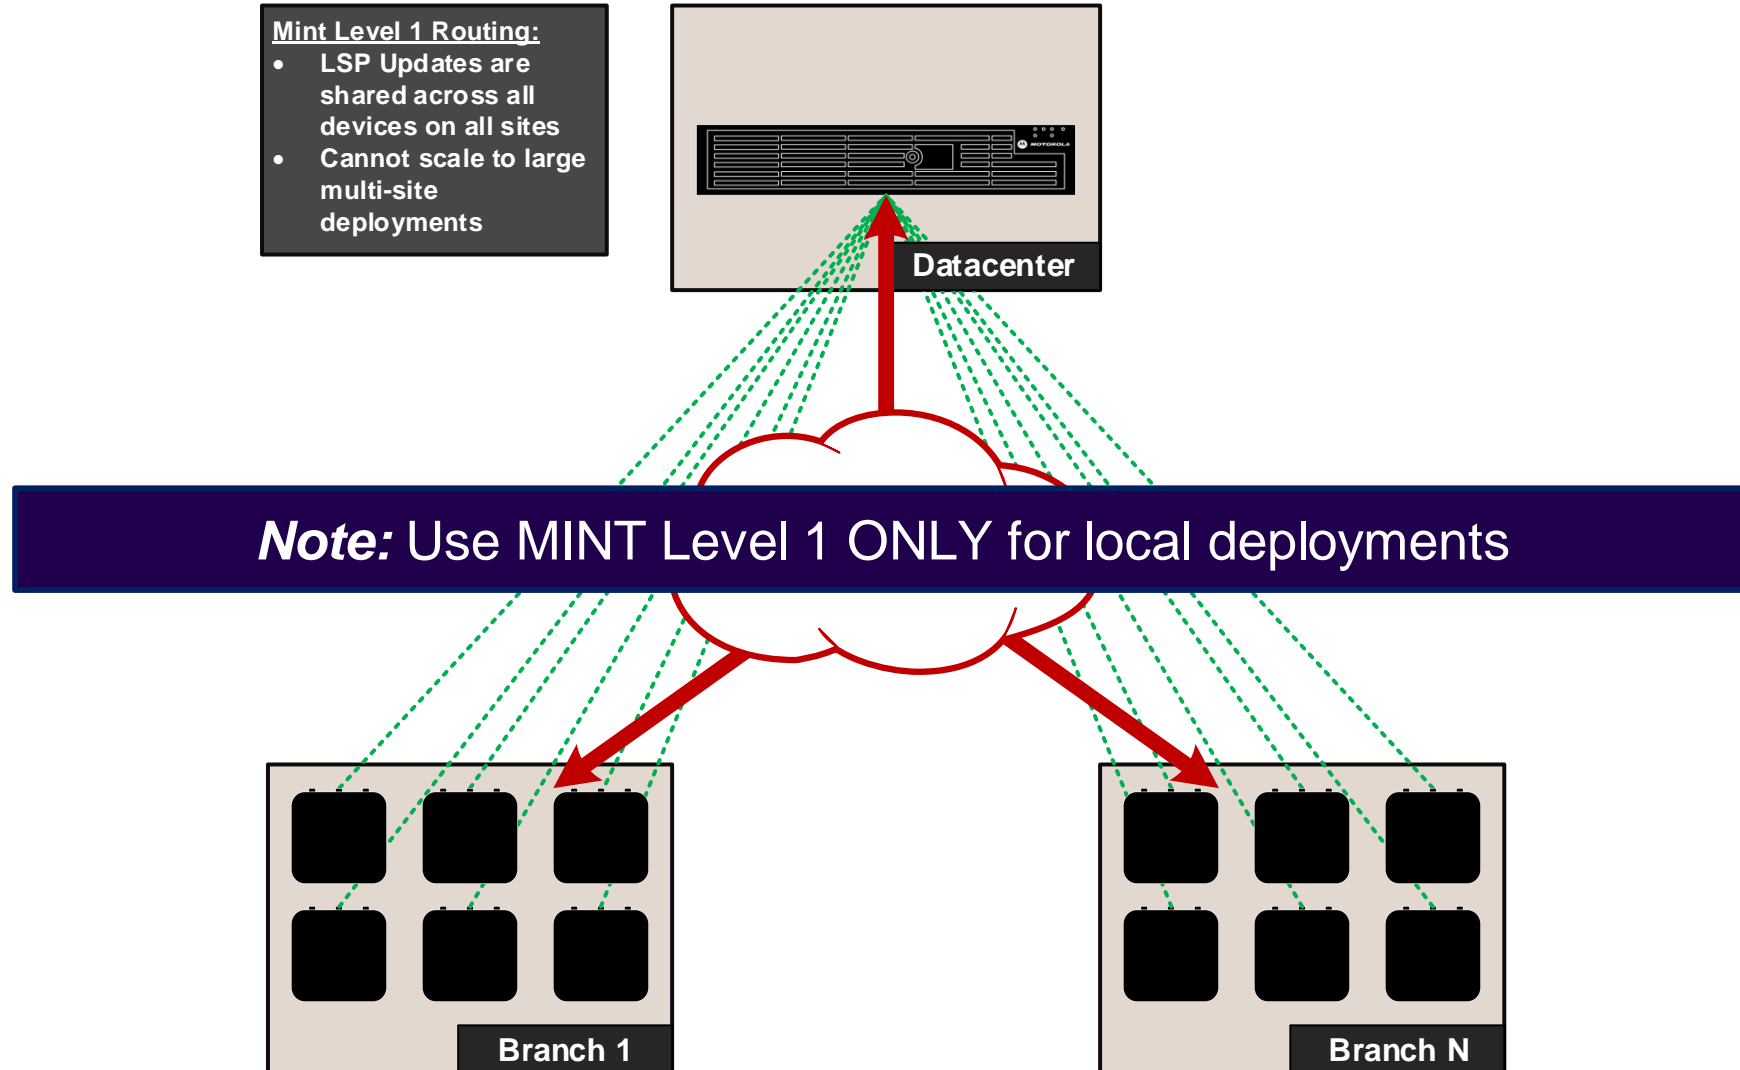 Mint Level 1 Routing:
• LSP Updates are
shared across all
devices on all sites
• Cannot scale to large
multi-site
deployments
MOTOROLA
Datacenter
Note: Use MINT Level 1 ONLY for local deployments
Branch 1
Branch N